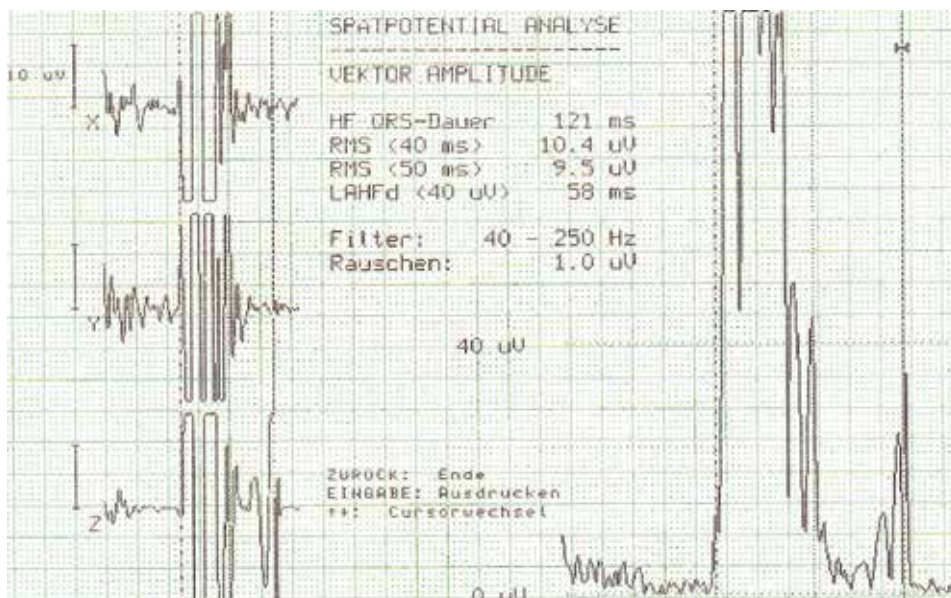 SPATPOTENTIAL ANALYSE
VEKTOR AMPLITUDE
10 uV
X
HF QRS-Dauer 121 ms
RMS (40 ms) 10.4 uV
RMS (50 ms) 9.5 uV
LAHFd (40 uV) 58 ms
Filter: 40 - 250 Hz
Rauschen: 1.0 uV
Y
40 uV
ZURÜCK: Ende
EINGABE: Ausdrucken
↑↓: Cursorwechsel
Z
0 uV